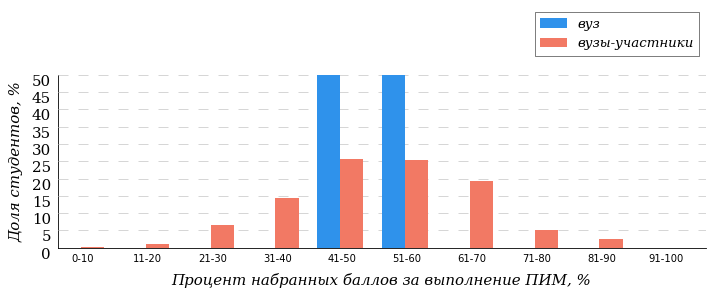 вуз
вузы-участники
Доля студентов, %
50
45
40
35
30
25
20
15
10
5
0
0-10 11-20 21-30 31-40 41-50 51-60 61-70 71-80 81-90 91-100
Процент набранных баллов за выполнение ПИМ, %